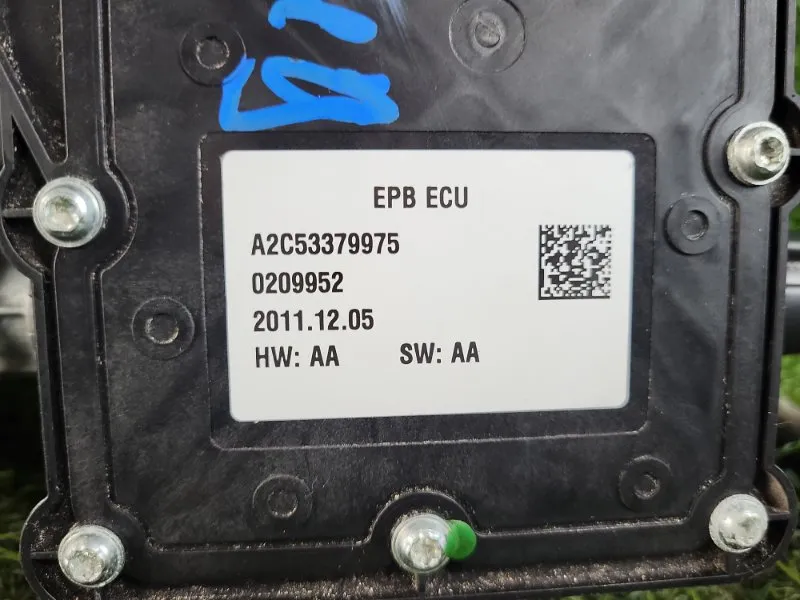 EPB ECU
A2C53379975
0209952
2011.12.05
HW: AA SW: AA